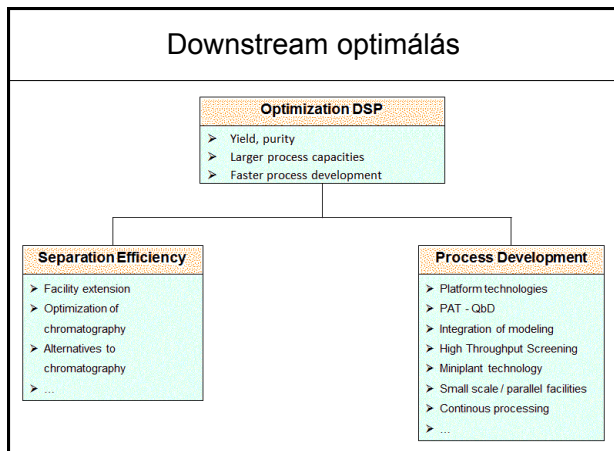 Downstream optimálás
Optimization DSP
➤ Yield, purity
➤ Larger process capacities
➤ Faster process development
Separation Efficiency
➤ Facility extension
➤ Optimization of
chromatography
➤ Alternatives to
chromatography
➤ ...
Process Development
➤ Platform technologies
➤ PAT - QbD
➤ Integration of modeling
➤ High Throughput Screening
➤ Miniplant technology
➤ Small scale / parallel facilities
➤ Continous processing
➤ ...